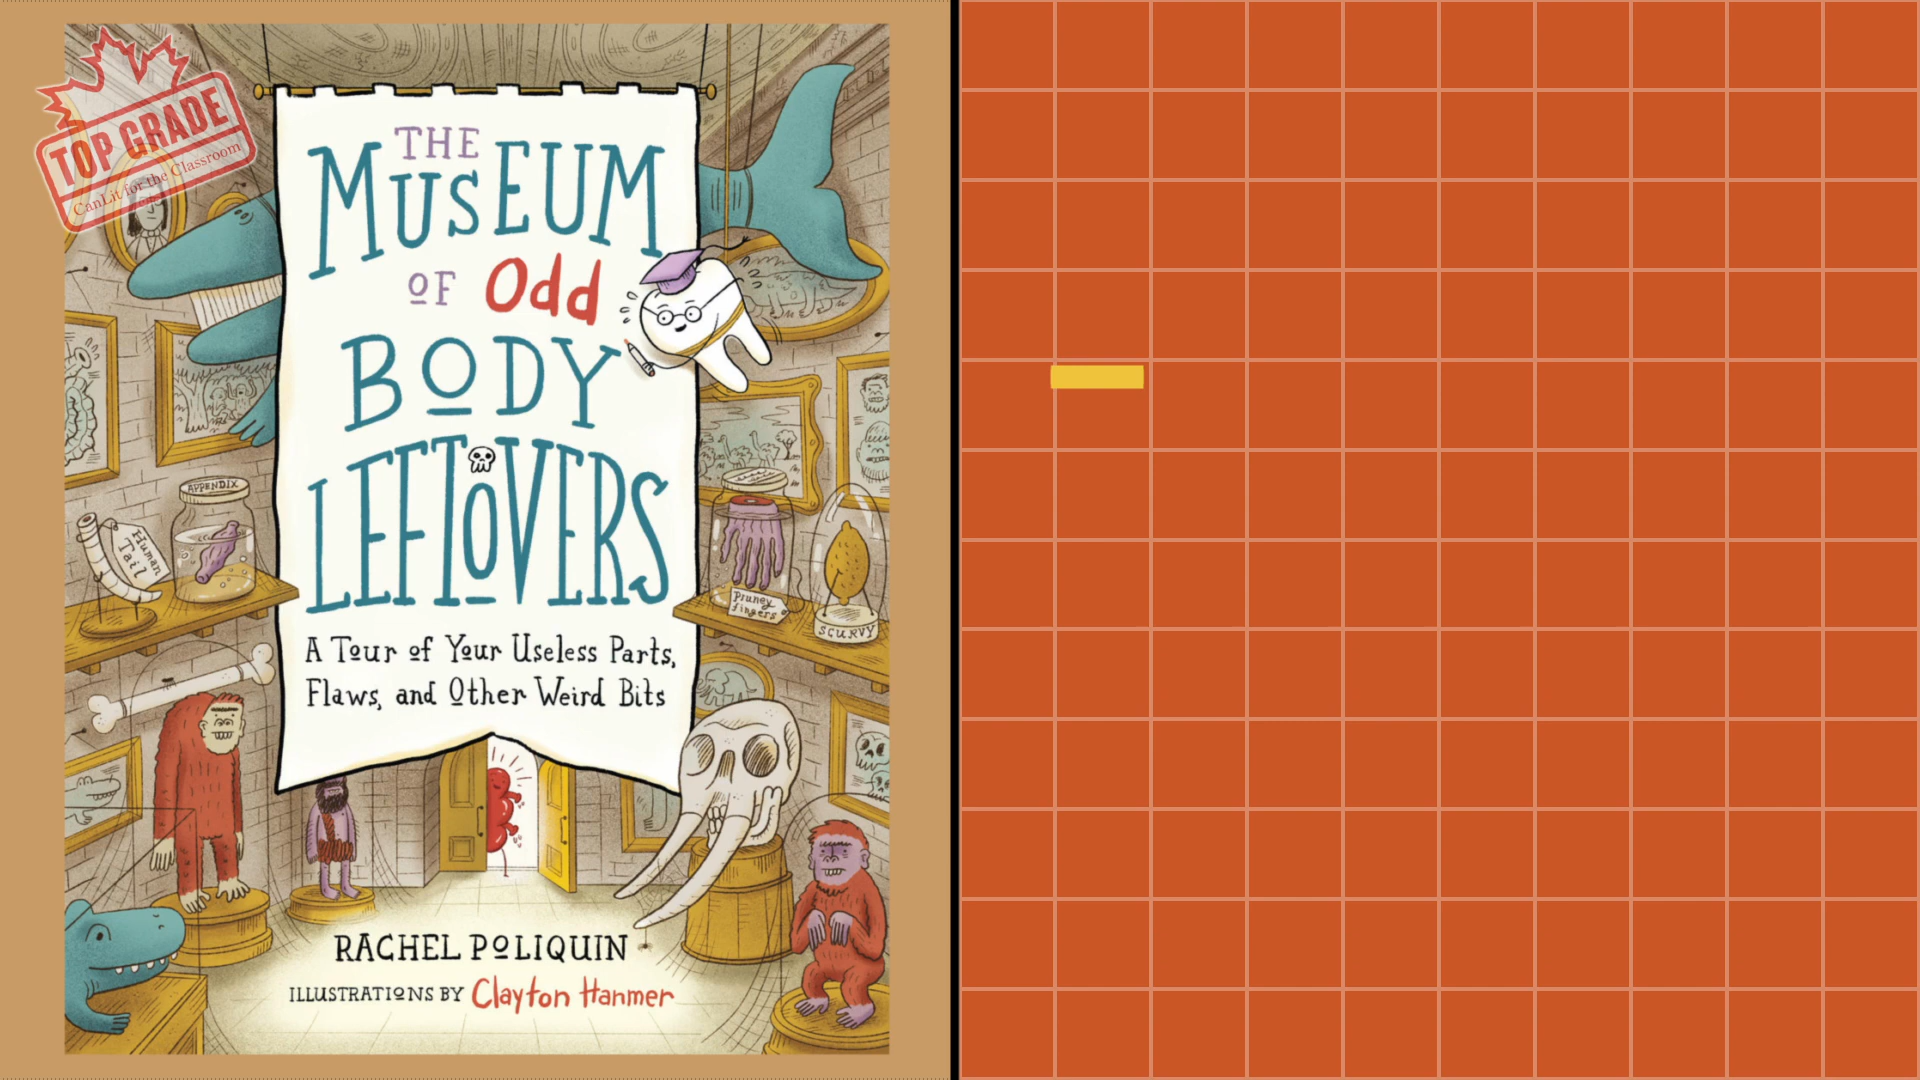 TOP GRADE
CanLit for the Classroom
THE
MUSEUM
OF Odd
BODY
LEFTOVERS
A Tour of Your Useless Parts,
Flaws, and Other Weird Bits
APPENDIX
Human
Tail
Pruney
fingers
SCURVY
RACHEL POLIQUIN
ILLUSTRATIONS BY Clayton Hanmer